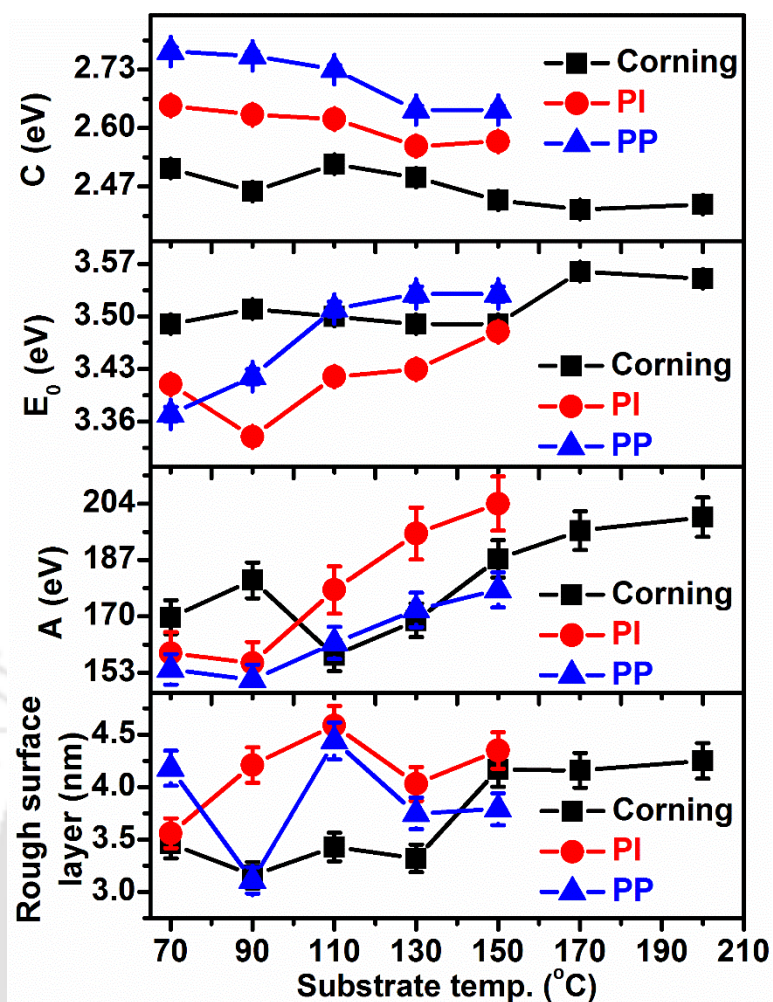 C (eV)
2.73
2.60
2.47
Corning
PI
PP
E0 (eV)
3.57
3.50
3.43
3.36
Corning
PI
PP
A (eV)
204
187
170
153
Corning
PI
PP
Rough surface
layer (nm)
4.5
4.0
3.5
3.0
Corning
PI
PP
70 90 110 130 150 170 190 210
Substrate temp. (°C)